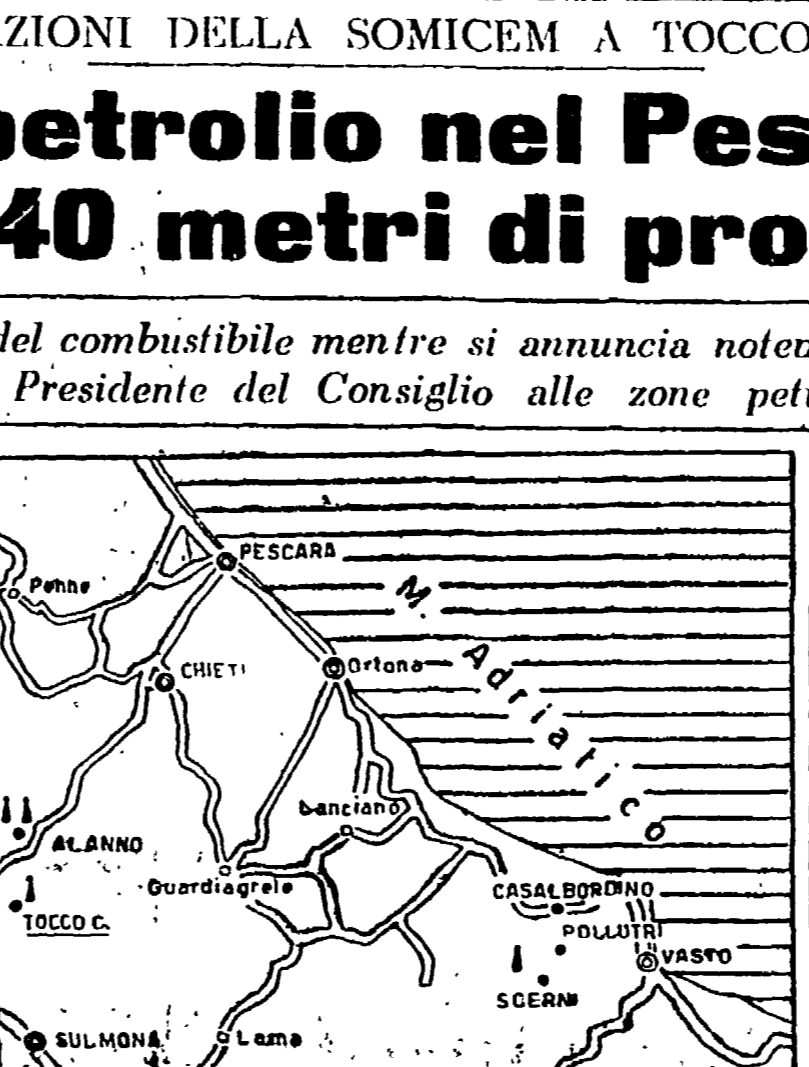 AZIONI DELLA SOMICEM A TOCCO
petrolio nel Pes
40 metri di pro
del combustibile mentre si annuncia notev
Presidente del Consiglio alle zone pet
PESCARA
Penne
M. Adriatico
CHIETI
Ortona
Lanciano
ALANNO
Guardiagrele
CASALBORDINO
TOCCO C.
POLLUTRI
VASTO
SCERNI
SULMONA
Lama